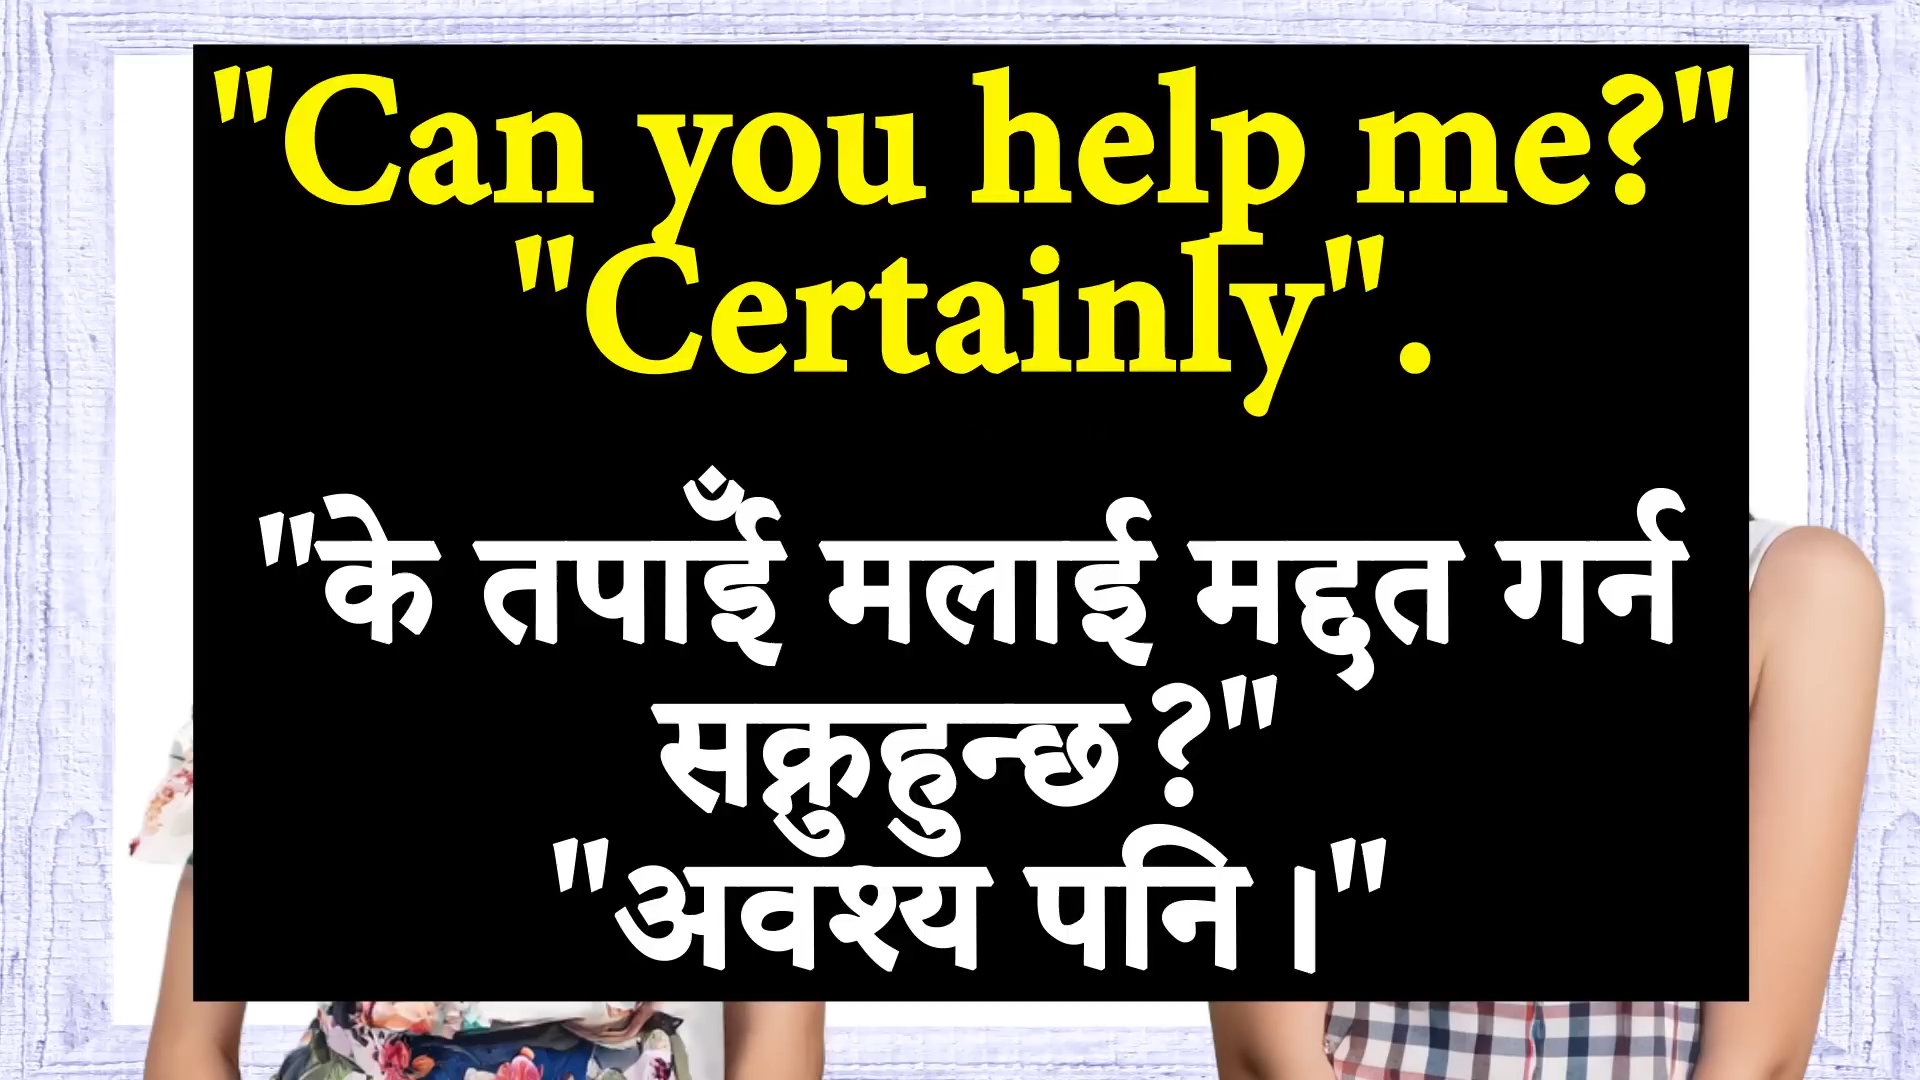 "Can you help me?"
"Certainly".
"के तपाईँ मलाई मद्दत गर्न
सक्नुहुन्छ?"
"अवश्य पनि।"